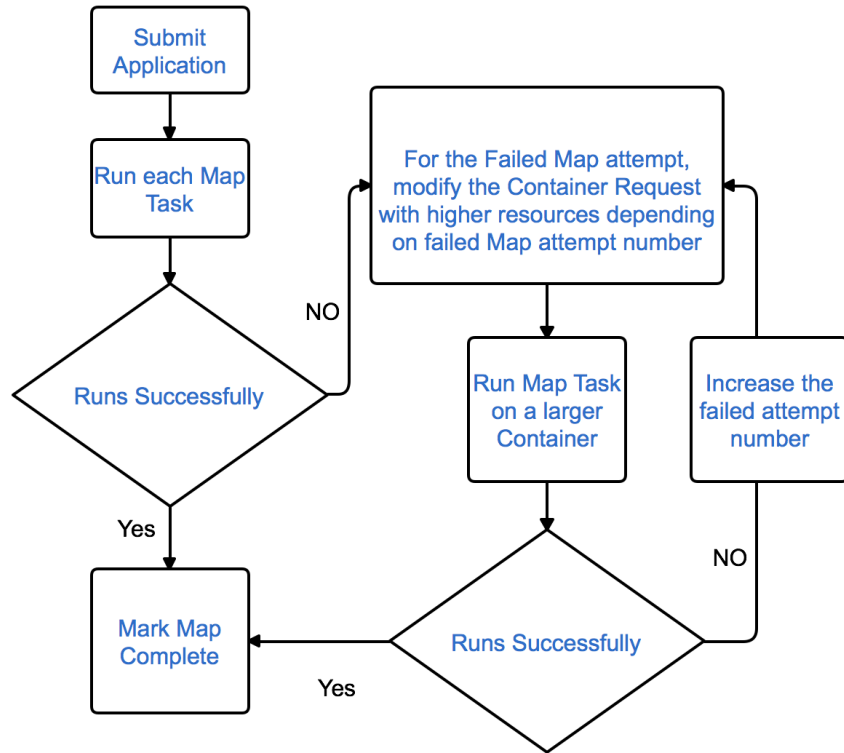 Submit
Application
Run each Map
Task
Runs Successfully
NO
Yes
For the Failed Map attempt,
modify the Container Request
with higher resources depending
on failed Map attempt number
Run Map Task
on a larger
Container
Increase the
failed attempt
number
Runs Successfully
NO
Yes
Mark Map
Complete